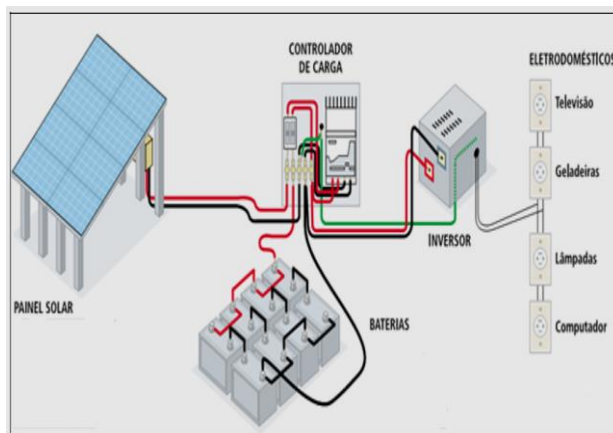 CONTROLADOR
DE CARGA
ELETRODOMÉSTICOS
Televisão
Geladeiras
INVERSOR
Lâmpadas
PAINEL SOLAR
BATERIAS
Computador